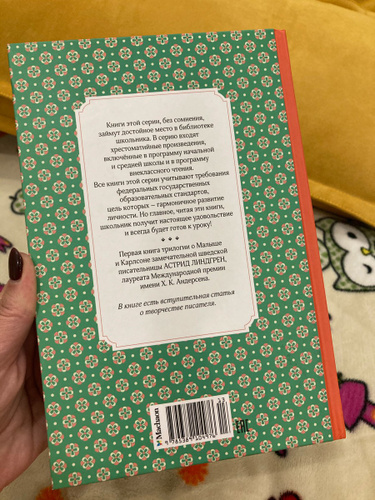 Книги этой серии, без сомнения,
займут достойное место в библиотеке
школьника. В серию входят
хрестоматийные произведения,
включённые в программу начальной
и средней школы и в программу
внеклассного чтения.
Все книги этой серии учитывают требования
федеральных государственных
образовательных стандартов,
цель которых – гармоничное развитие
личности. Но главное, читая эти книги,
школьник получит настоящее удовольствие
и всегда будет готов к уроку!
Первая книга трилогии о Малыше
и Карлсоне замечательной шведской
писательницы АСТРИД ЛИНДГРЕН,
лауреата Международной премии
имени Х. К. Андерсена.
В книге есть вступительная статья
о творчестве писателя.
Machaon
EAC